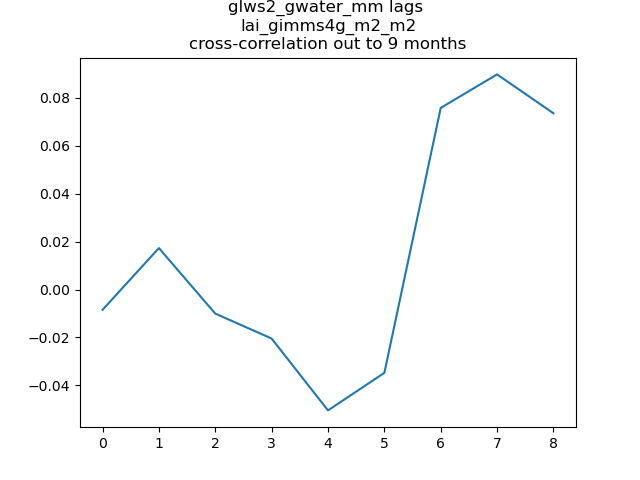 glws2_gwater_mm lags
lai_gimms4g_m2_m2
cross-correlation out to 9 months
0.08
0.06
0.04
0.02
0.00
−0.02
−0.04
0 1 2 3 4 5 6 7 8